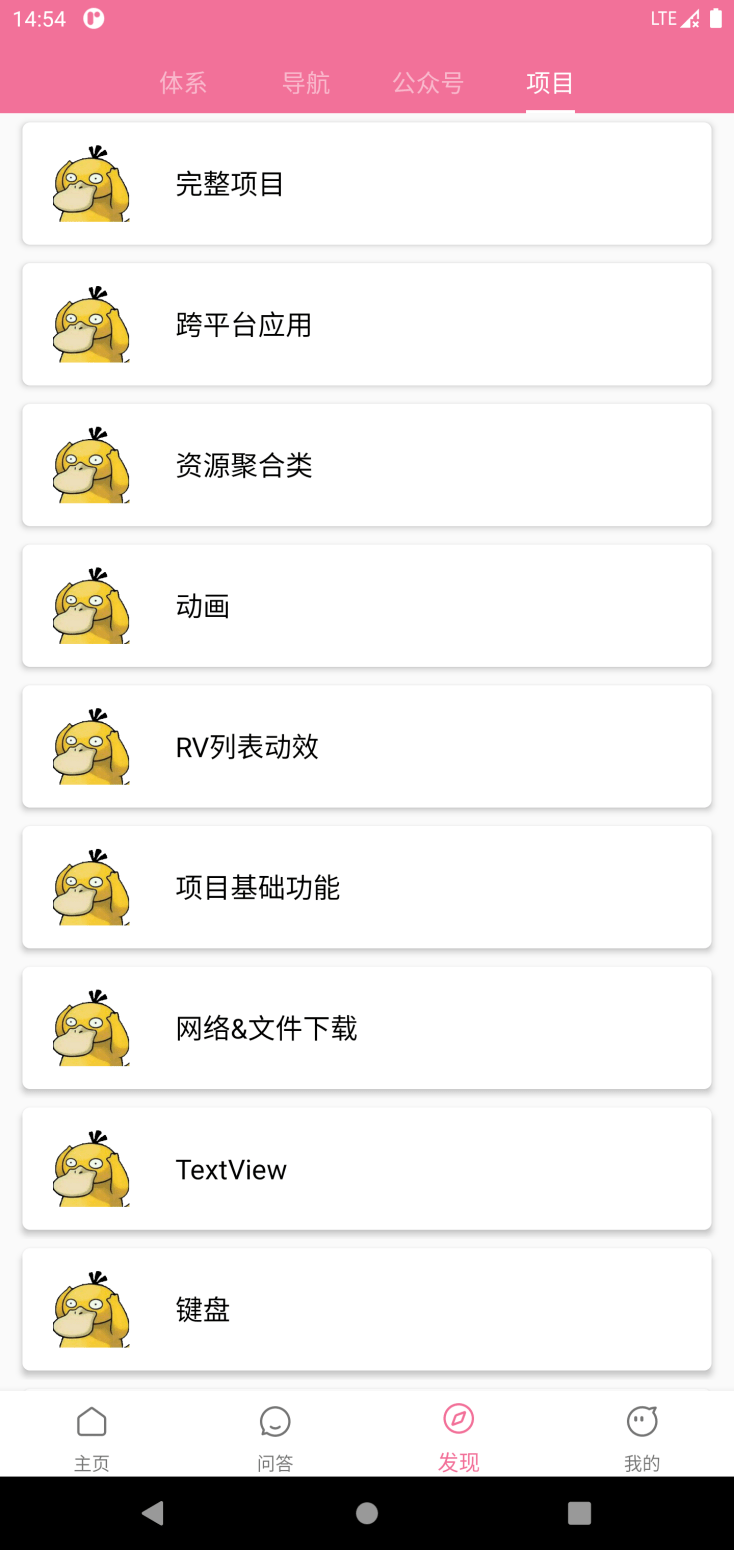 14:54 LTE
体系 导航 公众号 项目
完整项目
跨平台应用
资源聚合类
动画
RV列表动效
项目基础功能
网络&文件下载
TextView
键盘
主页 问答 发现 我的